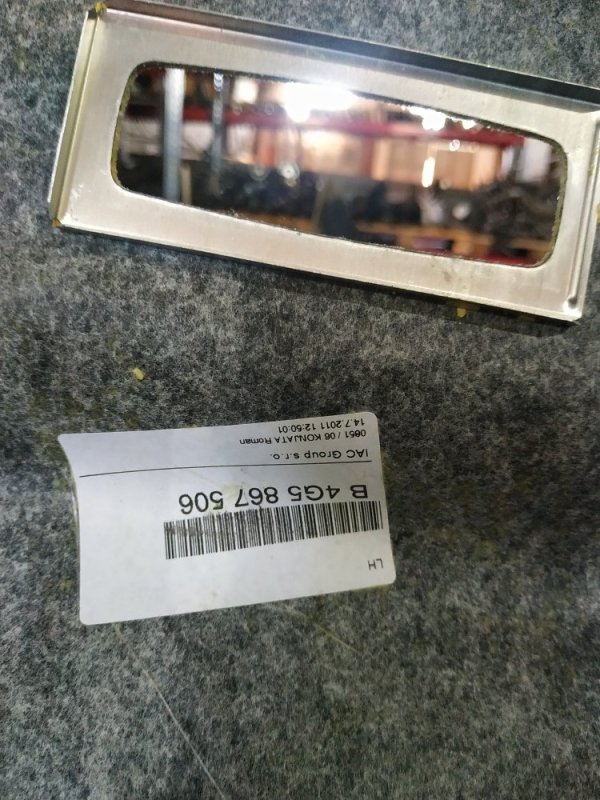 LH
B 4G5 867 506
IAC Group s.r.o.
0651 / 06 KONJATA Roman
14.7.2011 12:50:01